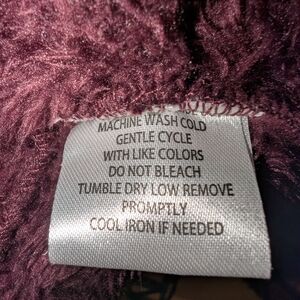 MACHINE WASH COLD
GENTLE CYCLE
WITH LIKE COLORS
DO NOT BLEACH
TUMBLE DRY LOW REMOVE
PROMPTLY
COOL IRON IF NEEDED